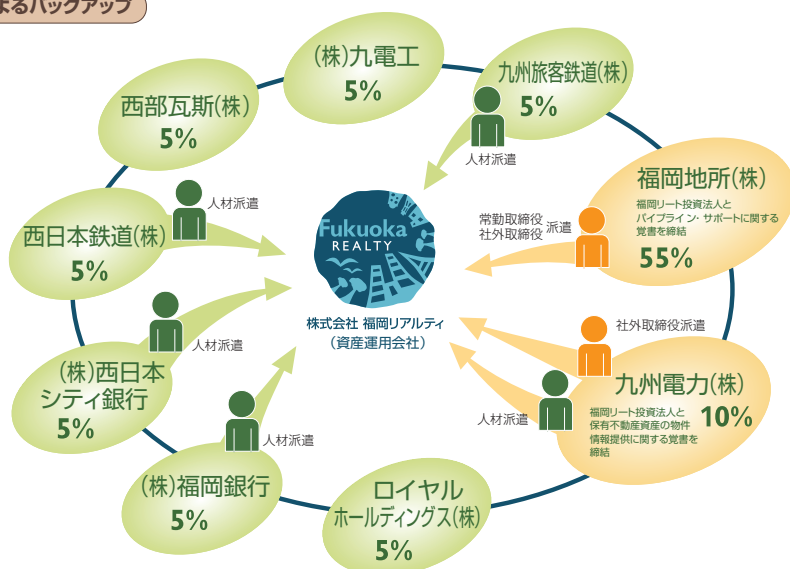 よるバックアップ
(株)九電工
5%
九州旅客鉄道(株)
5%
人材派遣
西部瓦斯(株)
5%
福岡地所(株)
福岡リート投資法人と
パイプライン・サポートに関する
覚書を締結
55%
常勤取締役
社外取締役
派遣
西日本鉄道(株)
5%
人材派遣
Fukuoka
REALTY
株式会社 福岡リアルティ
(資産運用会社)
社外取締役派遣
九州電力(株)
福岡リート投資法人と
保有不動産資産の物件
情報提供に関する覚書を
締結
10%
人材派遣
(株)西日本
シティ銀行
5%
人材派遣
(株)福岡銀行
5%
人材派遣
ロイヤル
ホールディングス(株)
5%